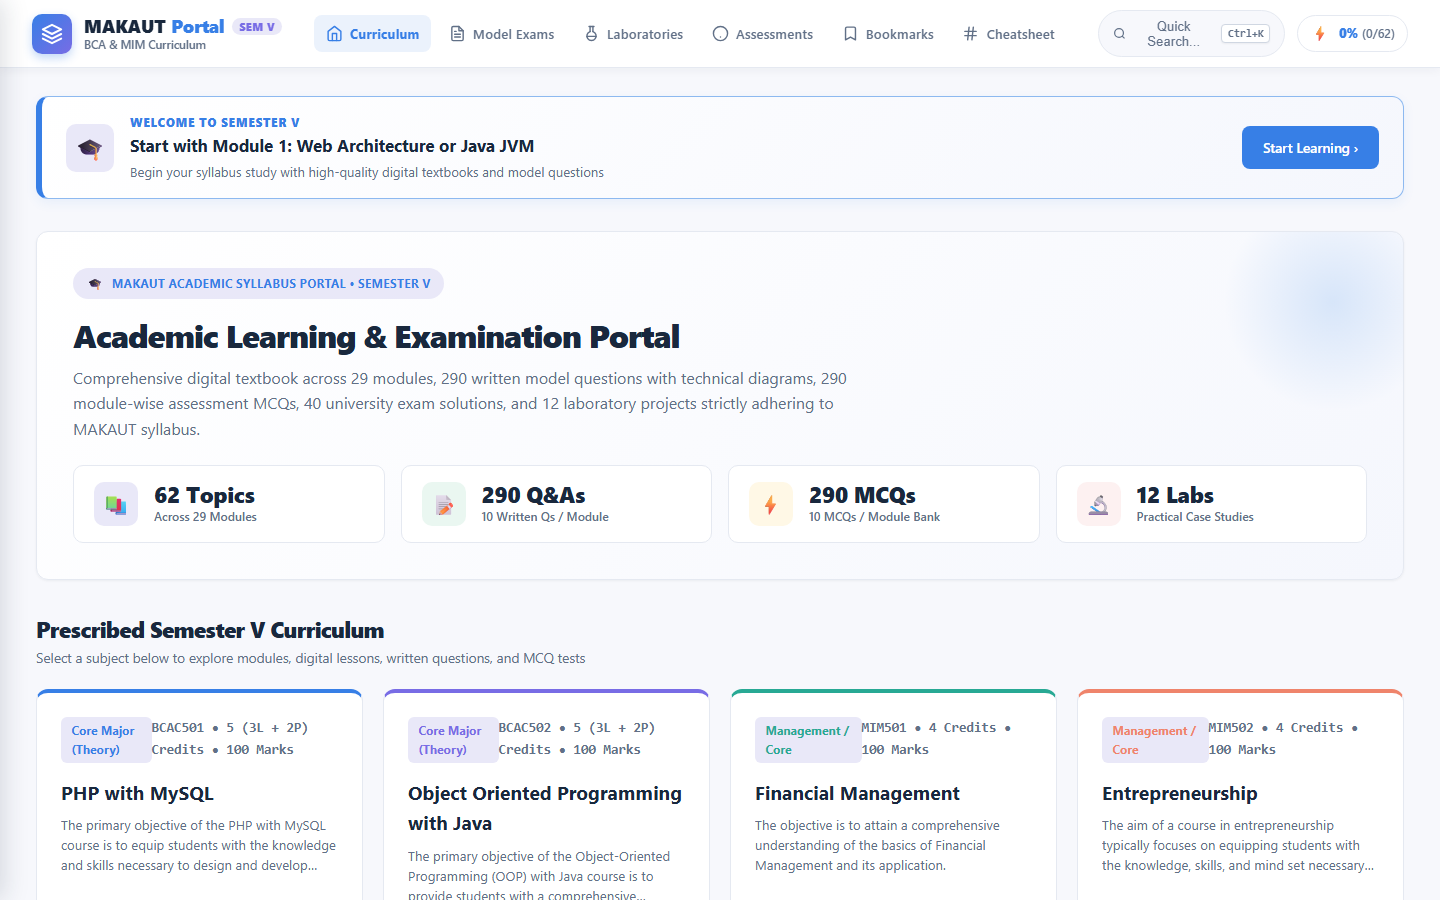 MAKAUT Portal SEM V
BCA & MIM Curriculum
Curriculum
Model Exams
Laboratories
Assessments
Bookmarks
Cheatsheet
Quick Search...
Ctrl+K
0% (0/62)
WELCOME TO SEMESTER V
Start with Module 1: Web Architecture or Java JVM
Begin your syllabus study with high-quality digital textbooks and model questions
Start Learning ›
MAKAUT ACADEMIC SYLLABUS PORTAL • SEMESTER V
Academic Learning & Examination Portal
Comprehensive digital textbook across 29 modules, 290 written model questions with technical diagrams, 290
module-wise assessment MCQs, 40 university exam solutions, and 12 laboratory projects strictly adhering to
MAKAUT syllabus.
62 Topics
Across 29 Modules
290 Q&As
10 Written Qs / Module
290 MCQs
10 MCQs / Module Bank
12 Labs
Practical Case Studies
Prescribed Semester V Curriculum
Select a subject below to explore modules, digital lessons, written questions, and MCQ tests
Core Major
(Theory)
BCAC501 • 5 (3L + 2P)
Credits • 100 Marks
PHP with MySQL
The primary objective of the PHP with MySQL
course is to equip students with the knowledge
and skills necessary to design and develop...
Core Major
(Theory)
BCAC502 • 5 (3L + 2P)
Credits • 100 Marks
Object Oriented Programming
with Java
The primary objective of the Object-Oriented
Programming (OOP) with Java course is to
provide students with a comprehensive...
Management /
Core
MIM501 • 4 Credits •
100 Marks
Financial Management
The objective is to attain a comprehensive
understanding of the basics of Financial
Management and its application.
Management /
Core
MIM502 • 4 Credits •
100 Marks
Entrepreneurship
The aim of a course in entrepreneurship
typically focuses on equipping students with
the knowledge, skills, and mind set necessary...